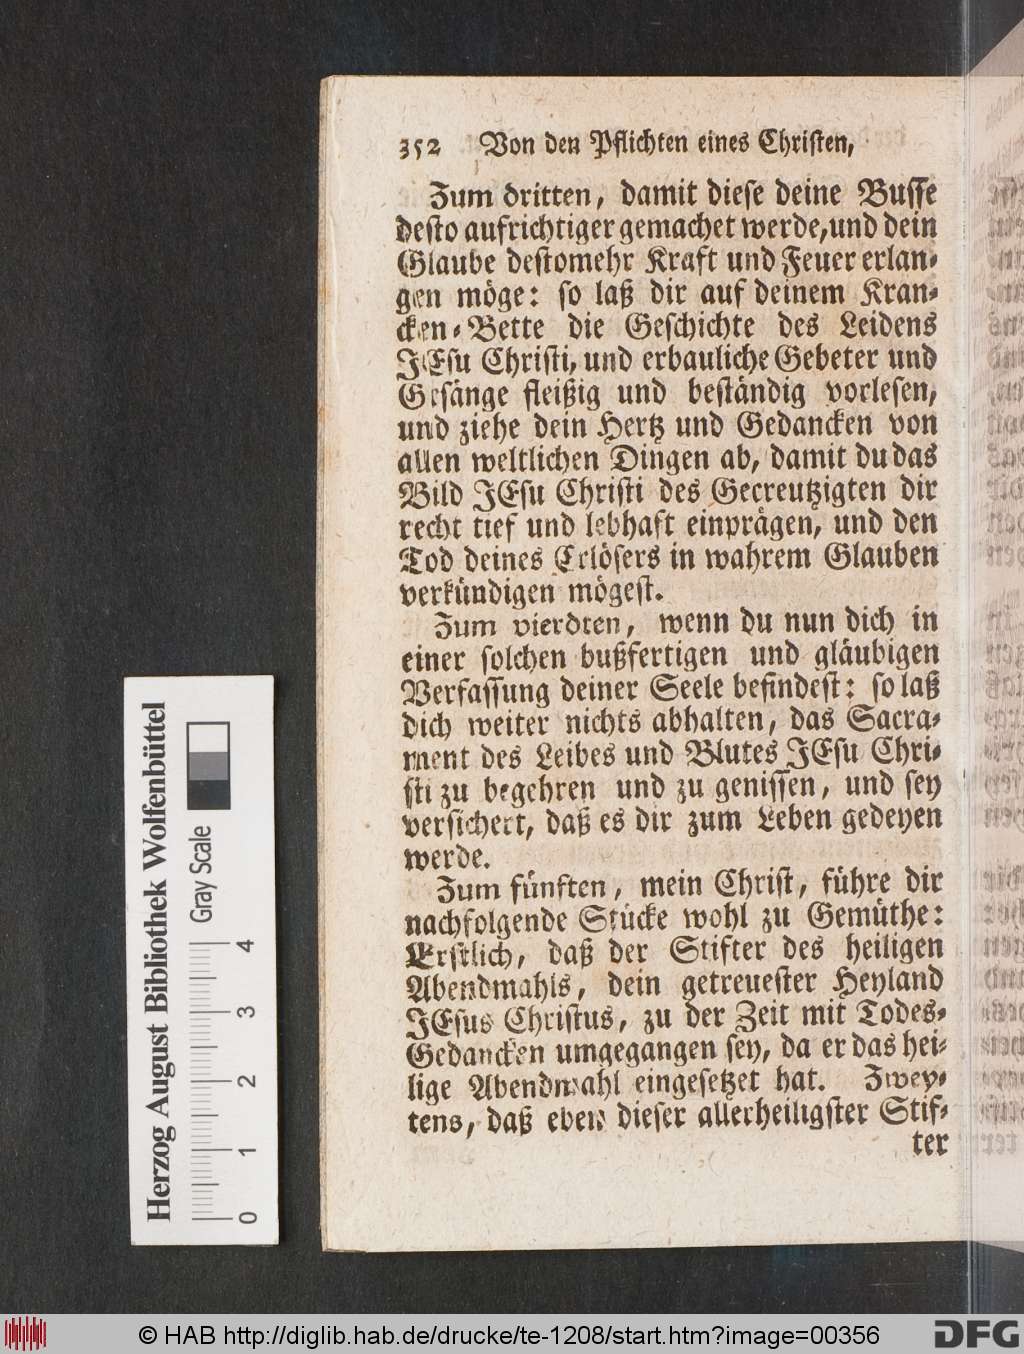 352 Von den Pflichten eines Christen,
Zum dritten, damit diese deine Busse
desto aufrichtiger gemachet werde, und dein
Glaube destomehr Kraft und Feuer erlan-
gen möge: so laß dir auf deinem Kran-
cken-Bette die Geschichte des Leidens
JEsu Christi, und erbauliche Gebeter und
Gesänge fleißig und beständig vorlesen,
und ziehe dein Hertz und Gedancken von
allen weltlichen Dingen ab, damit du das
Bild JEsu Christi des Gecreutzigten dir
recht tief und lebhaft einprägen, und den
Tod deines Erlösers in wahrem Glauben
verkündigen mögest.
Zum vierdten, wenn du nun dich in
einer solchen bußfertigen und gläubigen
Verfassung deiner Seele befindest: so laß
dich weiter nichts abhalten, das Sacra-
ment des Leibes und Blutes JEsu Chri-
sti zu begehren und zu genissen, und sey
versichert, daß es dir zum Leben gedeyen
werde.
Zum fünften, mein Christ, führe dir
nachfolgende Stücke wohl zu Gemüthe:
Erstlich, daß der Stifter des heiligen
Abendmahls, dein getreuester Heyland
JEsus Christus, zu der Zeit mit Todes-
Gedancken umgegangen sey, da er das hei-
lige Abendmahl eingesetzet hat. Zwey-
tens, daß eben dieser allerheiligster Stif-
ter
Herzog August Bibliothek Wolfenbüttel
Gray Scale
0 1 2 3 4
© HAB http://diglib.hab.de/drucke/te-1208/start.htm?image=00356
DFG